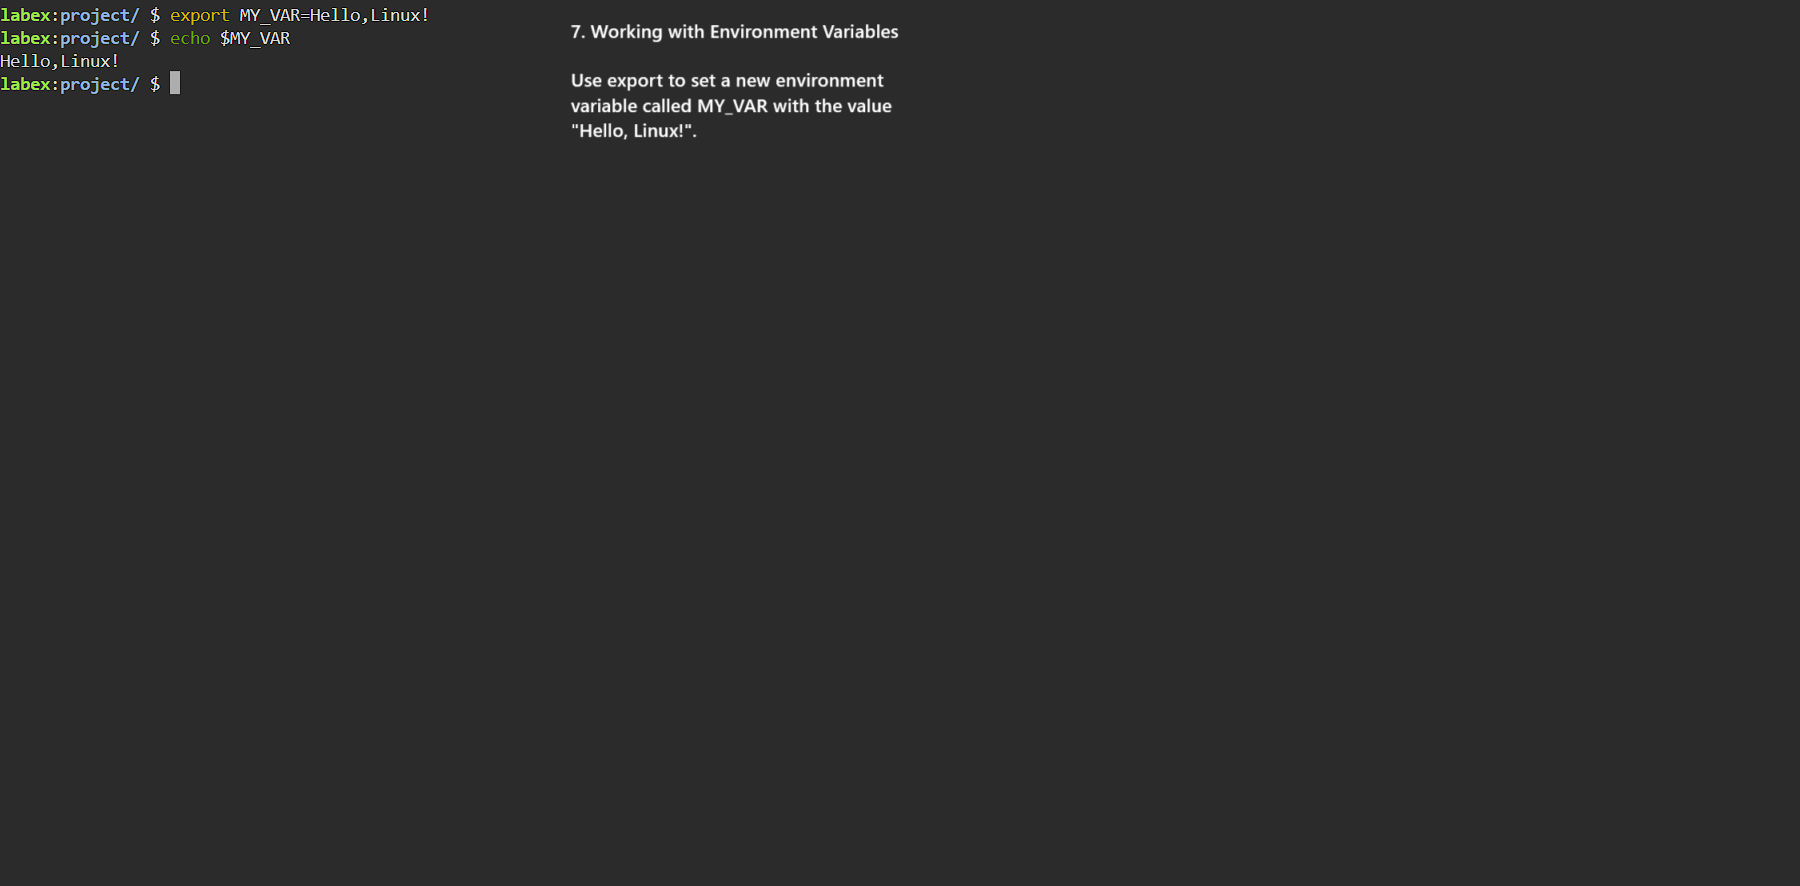 labex:project/ $ export MY_VAR=Hello,Linux!
labex:project/ $ echo $MY_VAR
Hello,Linux!
labex:project/ $
7. Working with Environment Variables
Use export to set a new environment
variable called MY_VAR with the value
"Hello, Linux!".